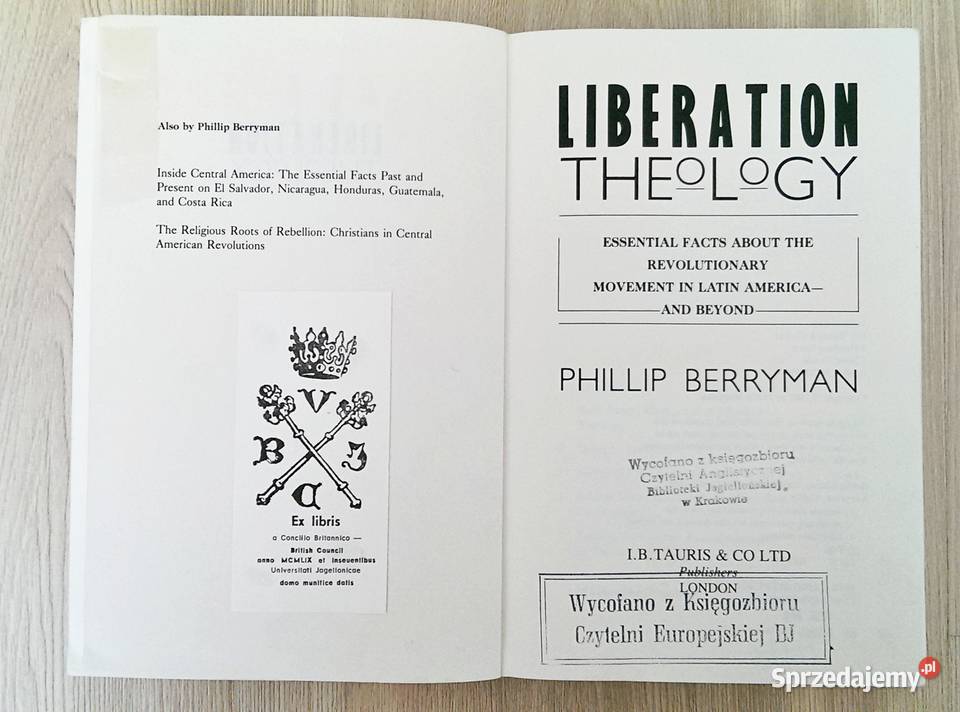 Also by Phillip Berryman
Inside Central America: The Essential Facts Past and
Present on El Salvador, Nicaragua, Honduras, Guatemala,
and Costa Rica
The Religious Roots of Rebellion: Christians in Central
American Revolutions
V
B J
C
Ex libris
a Concilio Britannico —
British Council
anno MCMLIX et insequentibus
Universitati Jagellonicae
domo munifice datis
LIBERATION
THEOLOGY
ESSENTIAL FACTS ABOUT THE
REVOLUTIONARY
MOVEMENT IN LATIN AMERICA—
AND BEYOND
PHILLIP BERRYMAN
Wycofano z księgozbioru
Czytelni Anglistycznej
Biblioteki Jagiellońskiej
w Krakowie
I.B.TAURIS & CO LTD
Publishers
LONDON
Wycofano z Księgozbioru
Czytelni Europejskiej BJ
Sprzedajemy.pl